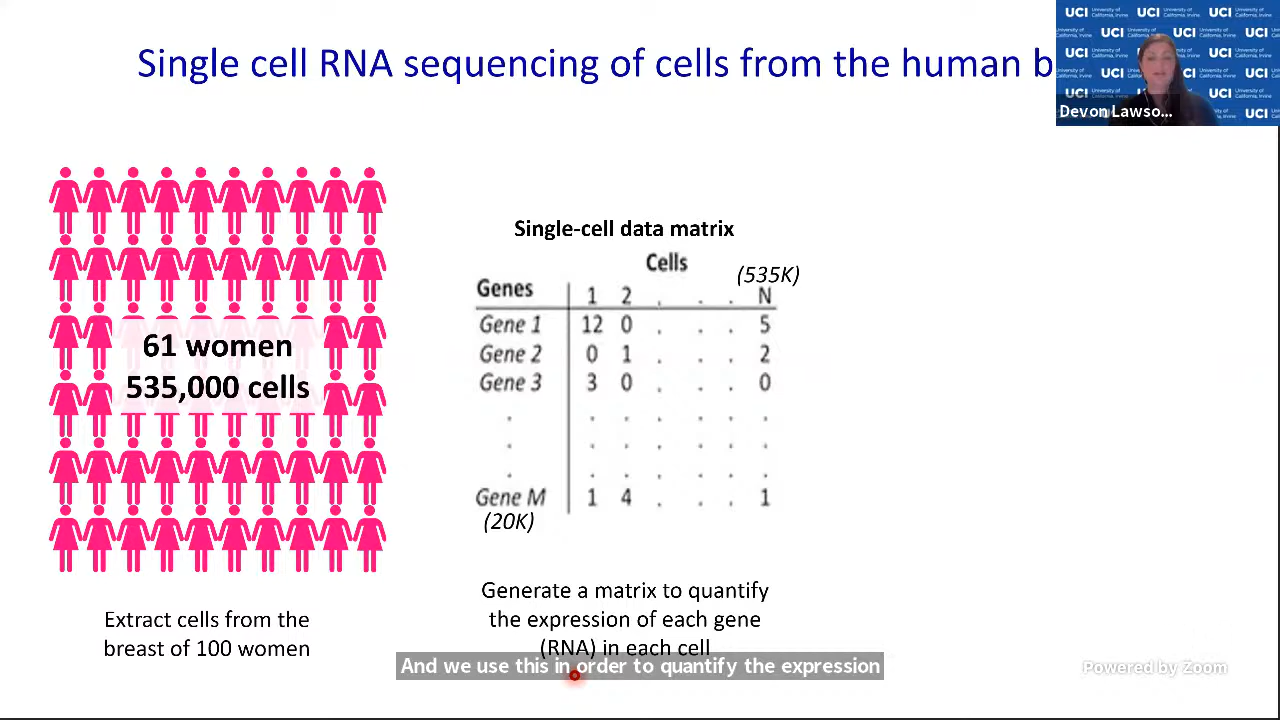 Single cell RNA sequencing of cells from the human b
UCI University of California, Irvine
Devon Lawso...
61 women
535,000 cells
Extract cells from the
breast of 100 women
Single-cell data matrix
Cells
(535K)
Genes 1 2 . . . N
Gene 1 12 0 . . . 5
Gene 2 0 1 . . . 2
Gene 3 3 0 . . . 0
. . . . . . .
. . . . . . .
. . . . . . .
Gene M 1 4 . . . 1
(20K)
Generate a matrix to quantify
the expression of each gene
(RNA) in each cell
And we use this in order to quantify the expression
Powered by Zoom